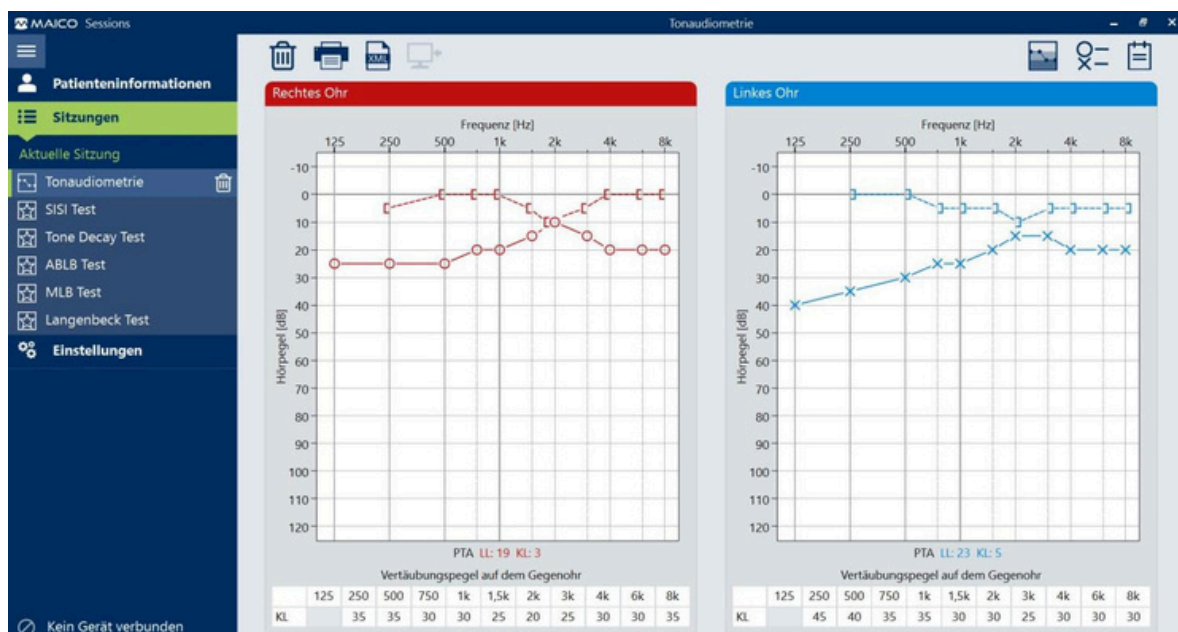 MAICO Sessions
Tonaudiometrie
Patienteninformationen
Sitzungen
Aktuelle Sitzung
Tonaudiometrie
SISI Test
Tone Decay Test
ABLB Test
MLB Test
Langenbeck Test
Einstellungen
Kein Gerät verbunden
XML
Rechtes Ohr
Frequenz [Hz]
125 250 500 1k 2k 4k 8k
Hörpegel [dB]
-10
0
10
20
30
40
50
60
70
80
90
100
110
120
PTA LL: 19 KL: 3
Vertäubungspegel auf dem Gegenohr
125 250 500 750 1k 1,5k 2k 3k 4k 6k 8k
KL 35 35 30 30 25 20 25 30 30 35
Linkes Ohr
Frequenz [Hz]
125 250 500 1k 2k 4k 8k
Hörpegel [dB]
-10
0
10
20
30
40
50
60
70
80
90
100
110
120
PTA LL: 23 KL: 5
Vertäubungspegel auf dem Gegenohr
125 250 500 750 1k 1,5k 2k 3k 4k 6k 8k
KL 45 40 35 35 30 30 25 30 30 30